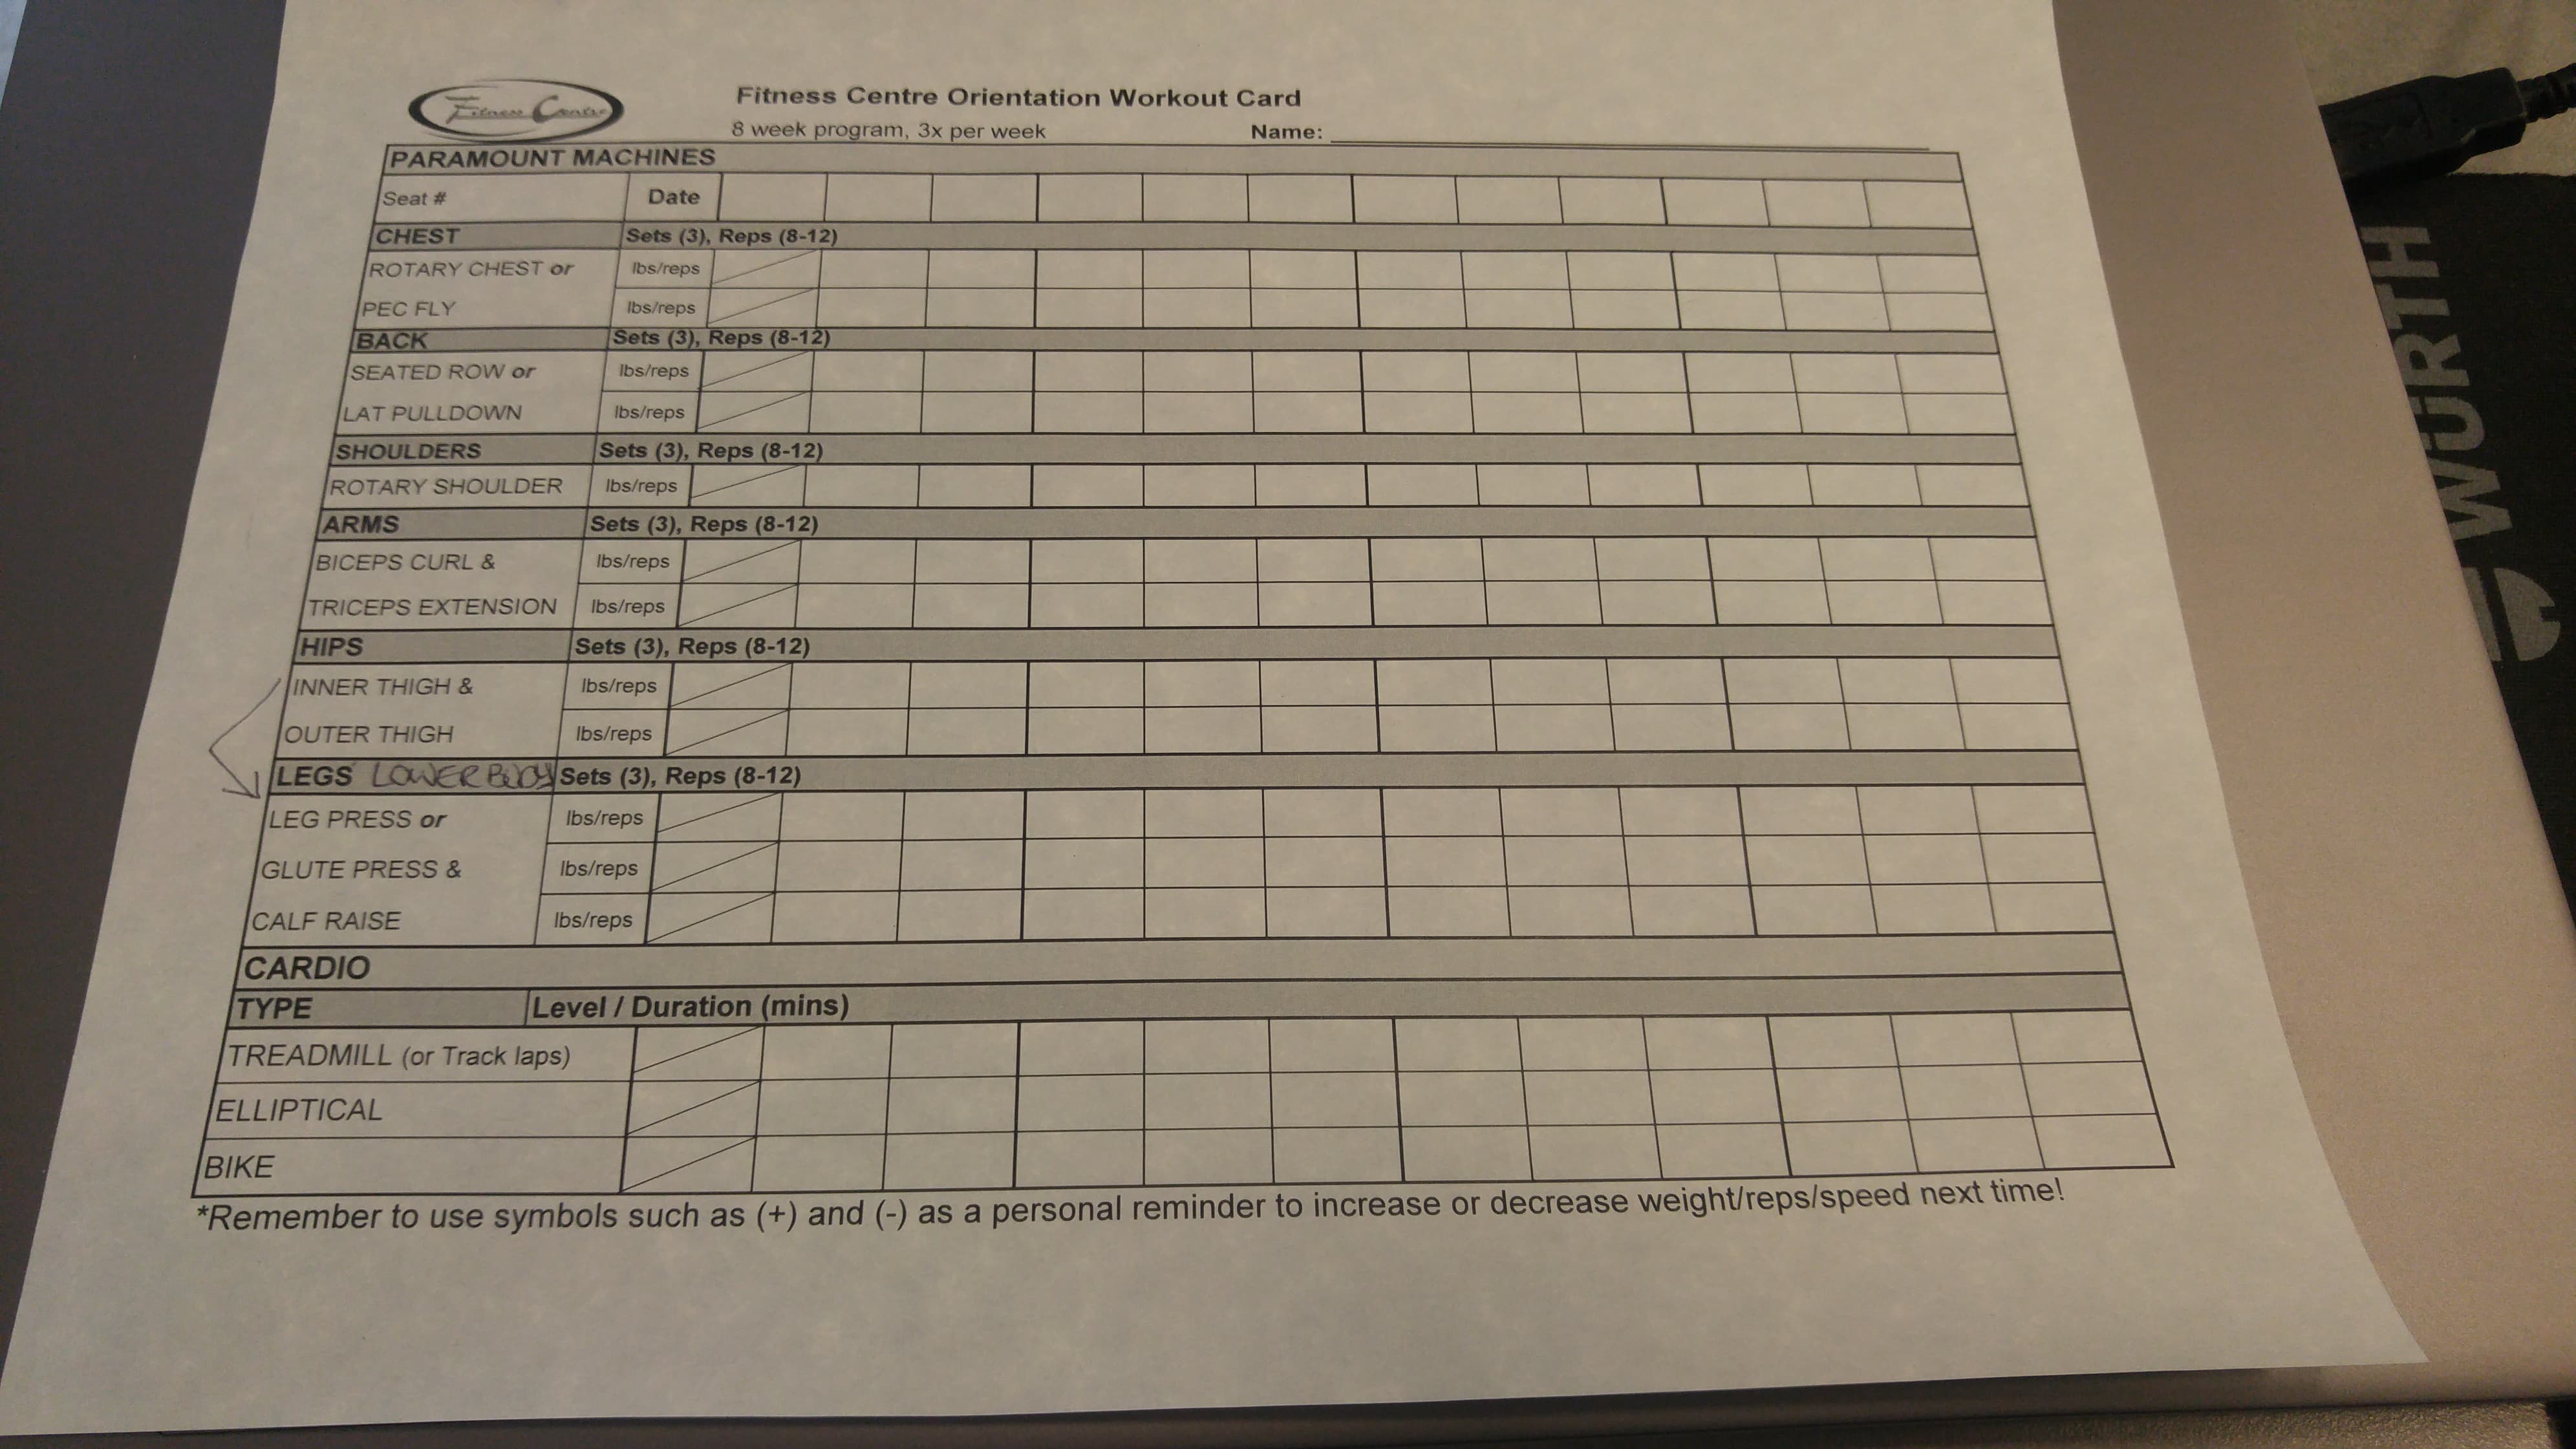 Fitness Centre
Fitness Centre Orientation Workout Card
8 week program, 3x per week Name:
PARAMOUNT MACHINES
Seat # Date
CHEST Sets (3), Reps (8-12)
ROTARY CHEST or lbs/reps
PEC FLY lbs/reps
BACK Sets (3), Reps (8-12)
SEATED ROW or lbs/reps
LAT PULLDOWN lbs/reps
SHOULDERS Sets (3), Reps (8-12)
ROTARY SHOULDER lbs/reps
ARMS Sets (3), Reps (8-12)
BICEPS CURL & lbs/reps
TRICEPS EXTENSION lbs/reps
HIPS Sets (3), Reps (8-12)
INNER THIGH & lbs/reps
OUTER THIGH lbs/reps
LEGS LOWER BODY Sets (3), Reps (8-12)
LEG PRESS or lbs/reps
GLUTE PRESS & lbs/reps
CALF RAISE lbs/reps
CARDIO
TYPE Level / Duration (mins)
TREADMILL (or Track laps)
ELLIPTICAL
BIKE
*Remember to use symbols such as (+) and (-) as a personal reminder to increase or decrease weight/reps/speed next time!
WÜRTH